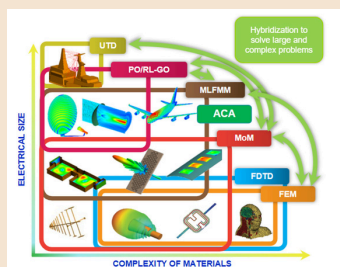 Hybridization to
solve large and
complex problems
UTD
PO/RL-GO
MLFMM
ACA
MoM
FDTD
FEM
ELECTRICAL SIZE
COMPLEXITY OF MATERIALS